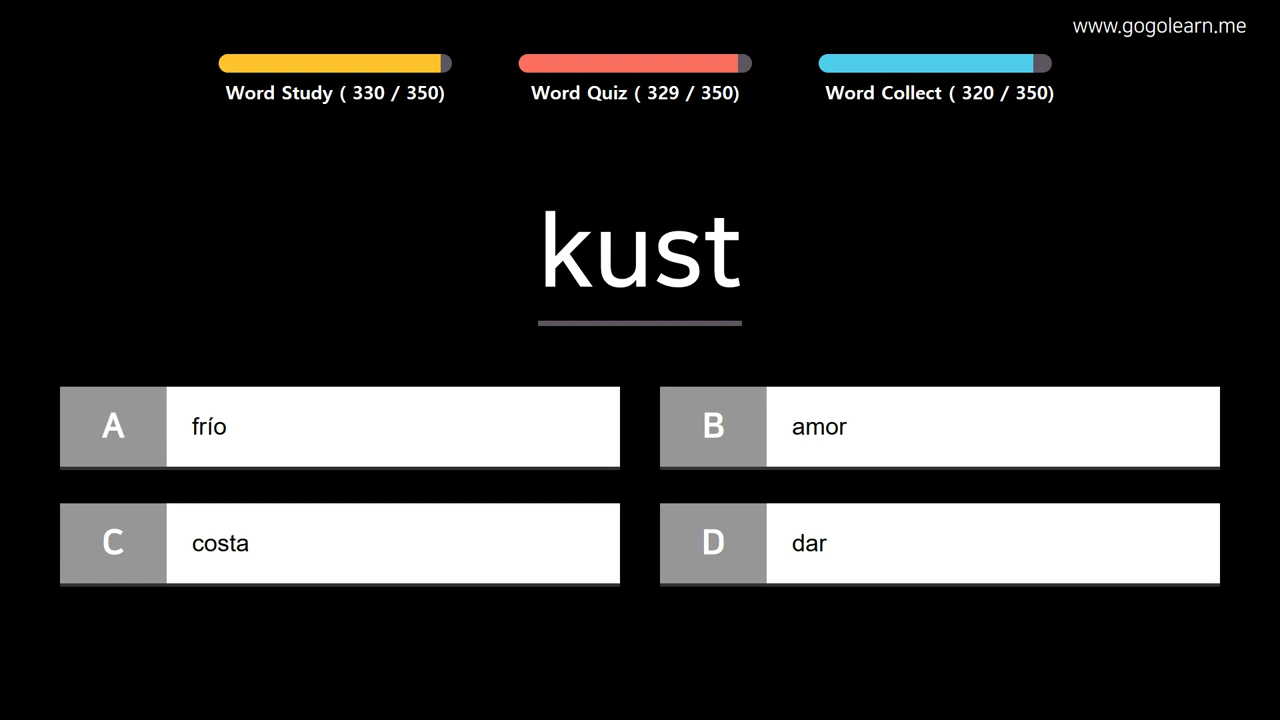 www.gogolearn.me
Word Study ( 330 / 350)
Word Quiz ( 329 / 350)
Word Collect ( 320 / 350)
kust
A frío
B amor
C costa
D dar